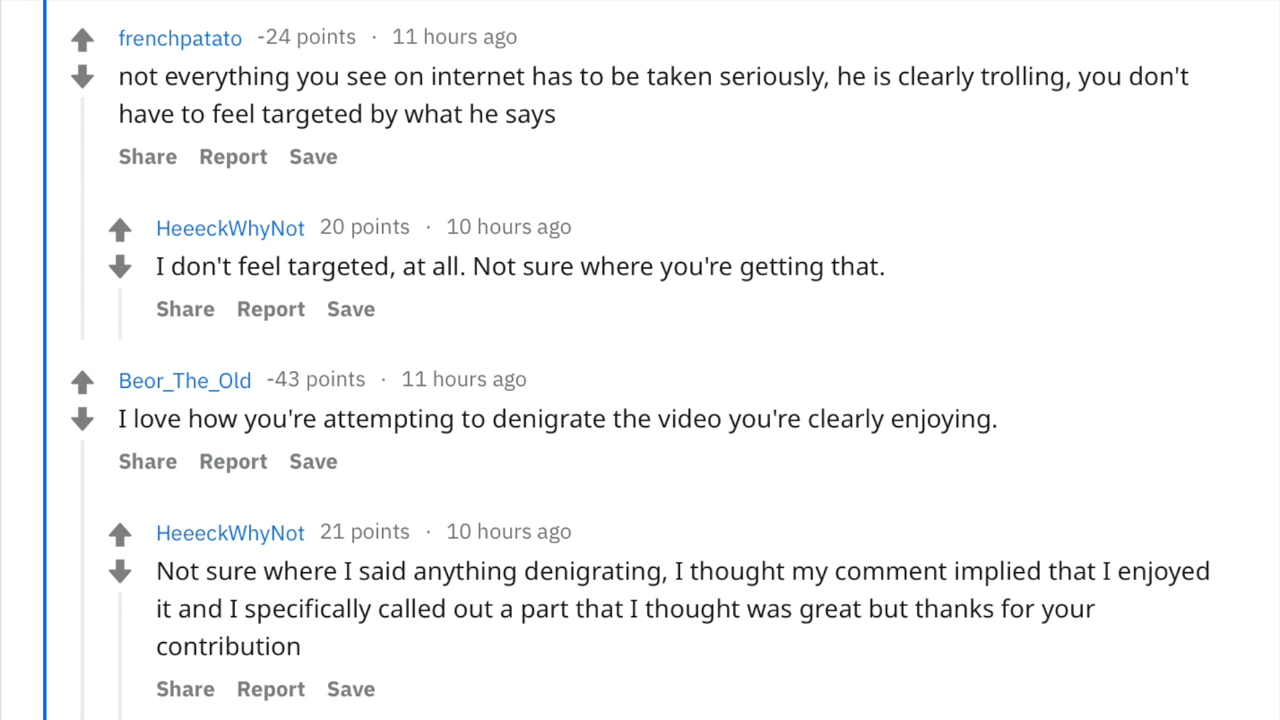 frenchpatato -24 points · 11 hours ago
not everything you see on internet has to be taken seriously, he is clearly trolling, you don't
have to feel targeted by what he says
Share Report Save
HeeeckWhyNot 20 points · 10 hours ago
I don't feel targeted, at all. Not sure where you're getting that.
Share Report Save
Beor_The_Old -43 points · 11 hours ago
I love how you're attempting to denigrate the video you're clearly enjoying.
Share Report Save
HeeeckWhyNot 21 points · 10 hours ago
Not sure where I said anything denigrating, I thought my comment implied that I enjoyed
it and I specifically called out a part that I thought was great but thanks for your
contribution
Share Report Save